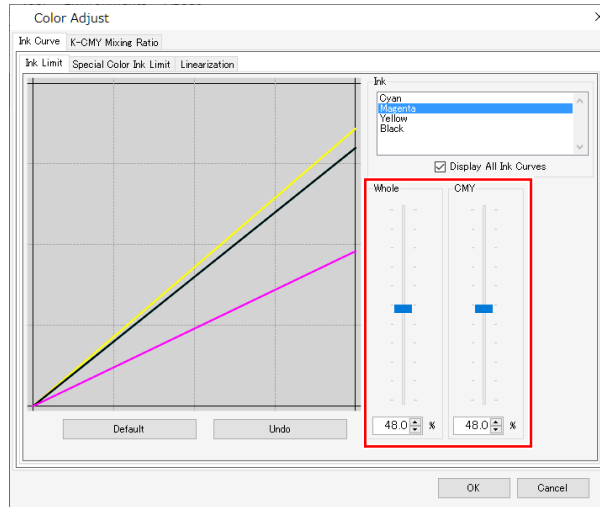 Color Adjust
Ink Curve K-CMY Mixing Ratio
Ink Limit Special Color Ink Limit Linearization
Ink
Cyan
Magenta
Yellow
Black
Display All Ink Curves
Whole CMY
48.0 % 48.0 %
Default Undo
OK Cancel